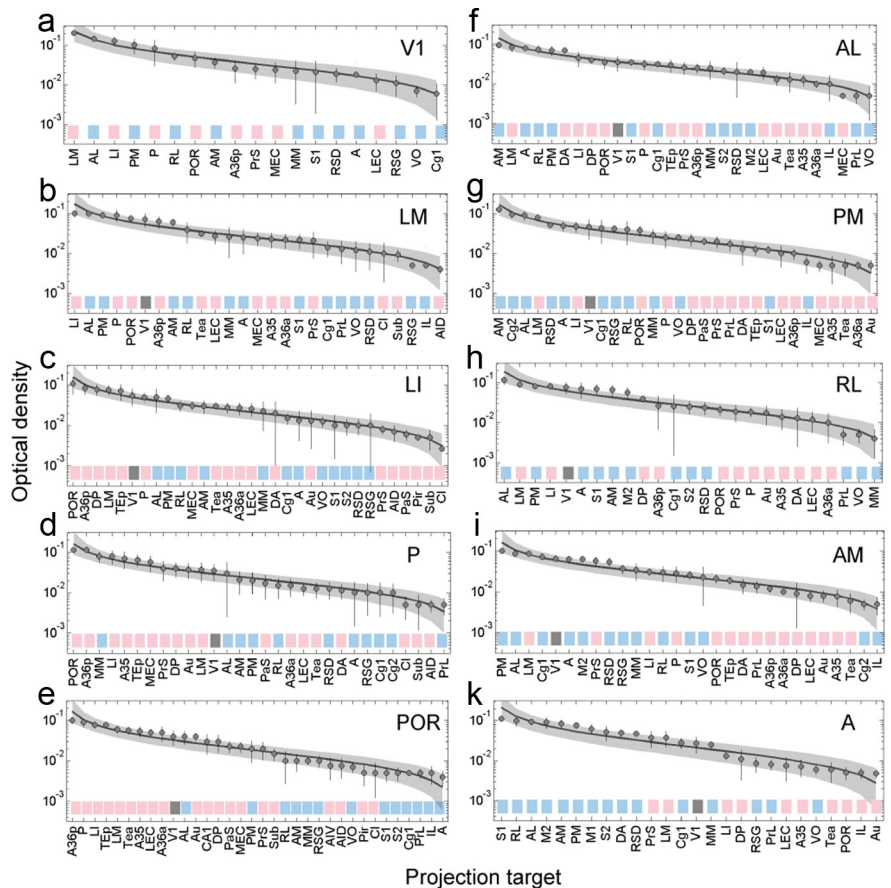 a
V1
10⁻¹
10⁻²
10⁻³
LM AL LI PM P RL POR AM A36p PrS MEC MM S1 RSD A LEC RSG VO Cg1
b
LM
10⁻¹
10⁻²
10⁻³
LI AL PM P POR V1 A36p AM RL Tea LEC MM A MEC A35 A36a S1 PrS Cg1 PrL VO RSD Cl Sub RSG IL AID
c
LI
10⁻¹
10⁻²
10⁻³
POR A36p DP LM TEp V1 P AL PM RL MEC AM Tea A35 A36a LEC MM DA Cg1 A Au VO S1 S2 RSD RSG PrS AID PaS Pir Sub Cl
d
P
10⁻¹
10⁻²
10⁻³
POR A36p MM LI A35 TEp MEC PrS DP Au LM V1 AL AM PM PaS RL A36a LEC Tea RSD DA A RSG Cg1 Cg2 Cl Sub AID PrL
e
POR
10⁻¹
10⁻²
10⁻³
A36p P LI TEp LM Tea A35 LEC A36a V1 AL Au CA1 DP PaS MEC PM PrS Sub RL AM MM RSG AIV AID VO Pir Cl S1 S2 Cg1 PrL IL A
f
AL
10⁻¹
10⁻²
10⁻³
AM LM A RL PM DA LI DP POR V1 S1 P Cg1 TEp PrS A36p MM S2 RSD M2 LEC Au Tea A35 A36a IL MEC PrL VO
g
PM
10⁻¹
10⁻²
10⁻³
AM Cg2 AL LM RSD A LI V1 Cg1 RSG RL POR MM P VO DP PaS PrS PrL DA TEp S1 A36p IL MEC A35 Tea A36a Au
h
RL
10⁻¹
10⁻²
10⁻³
AL LM PM LI V1 A S1 AM M2 DP A36p Cg1 S2 RSD POR PrS P Au A35 DA LEC A36a PrL VO MM
i
AM
10⁻¹
10⁻²
10⁻³
PM AL LM Cg1 V1 A M2 PrS RSD RSG MM LI RL P S1 VO POR TEp DA PrL A36p A36a DP LEC Au A35 Tea Cg2 IL
k
A
10⁻¹
10⁻²
10⁻³
S1 RL AL M2 AM PM M1 S2 DA RSD PrS LM Cg1 V1 MM LI DP RSG PrL LEC A35 VO Tea POR IL Au
Optical density
Projection target